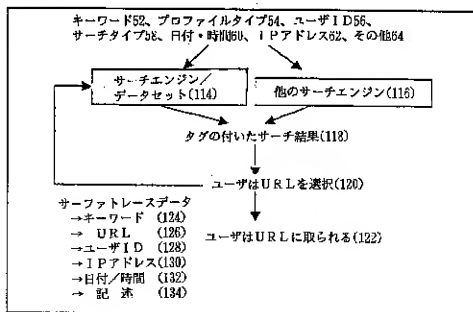 キーワード52、プロファイルタイプ54、ユーザID56、
サーチタイプ58、日付・時間60、IPアドレス62、その他64
サーチエンジン／
データセット(114)
他のサーチエンジン(116)
タグの付いたサーチ結果(118)
ユーザはURLを選択(120)
サーファトレースデータ
→キーワード (124)
→ URL (126)
→ユーザID (128)
→IPアドレス(130)
→日付／時間 (132)
→記 述 (134)
ユーザはURLに取られる(122)